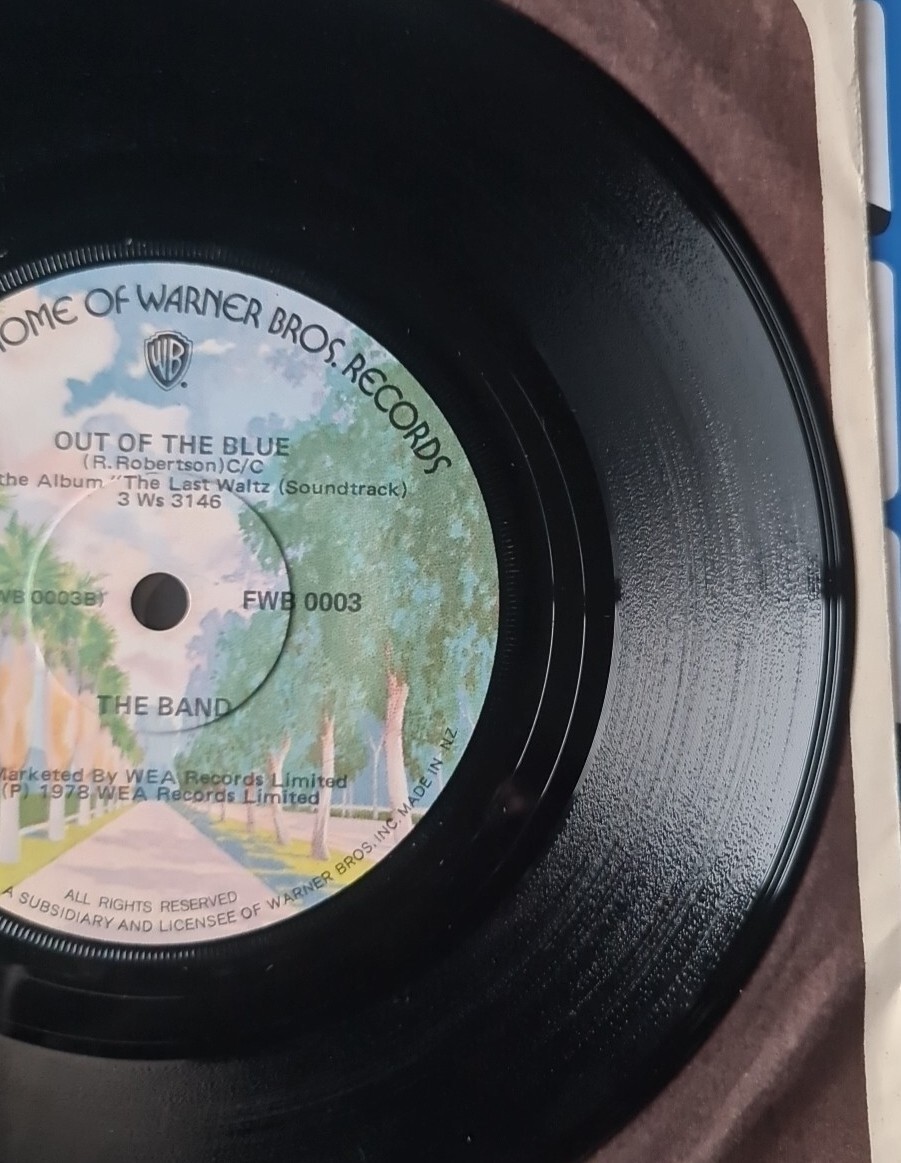 OME OF WARNER BROS. RECORDS
WB
OUT OF THE BLUE
(R.Robertson)C/C
the Album "The Last Waltz (Soundtrack)
3 Ws 3146
WB 0003B)
FWB 0003
THE BAND
Marketed By WEA Records Limited
(P) 1978 WEA Records Limited
ALL RIGHTS RESERVED
A SUBSIDIARY AND LICENSEE OF WARNER BROS. INC. MADE IN NZ